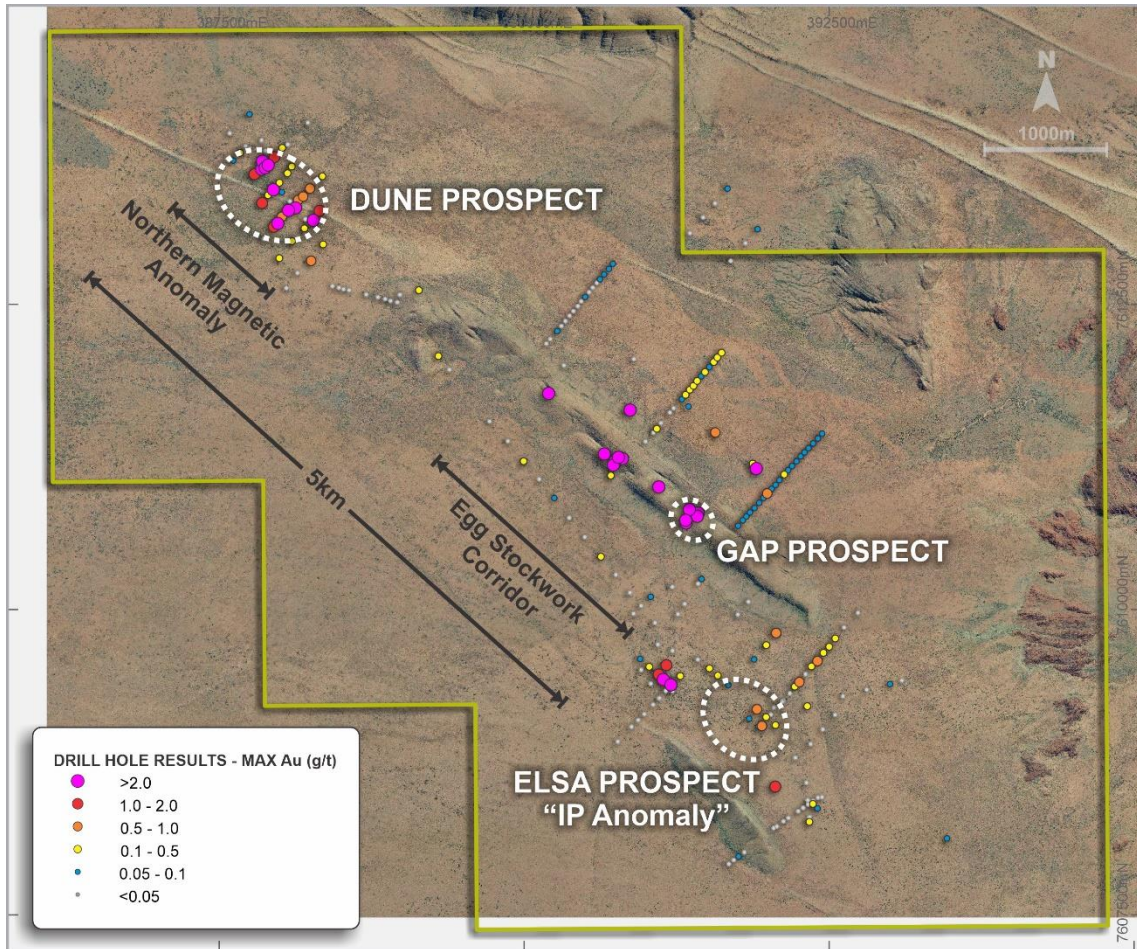 387500mE
392500mE
N
1000m
DUNE PROSPECT
Northern Magnetic
Anomaly
5km
Egg Stockwork
Corridor
GAP PROSPECT
ELSA PROSPECT
“IP Anomaly”
7607500mN
DRILL HOLE RESULTS - MAX Au (g/t)
>2.0
1.0 - 2.0
0.5 - 1.0
0.1 - 0.5
0.05 - 0.1
<0.05